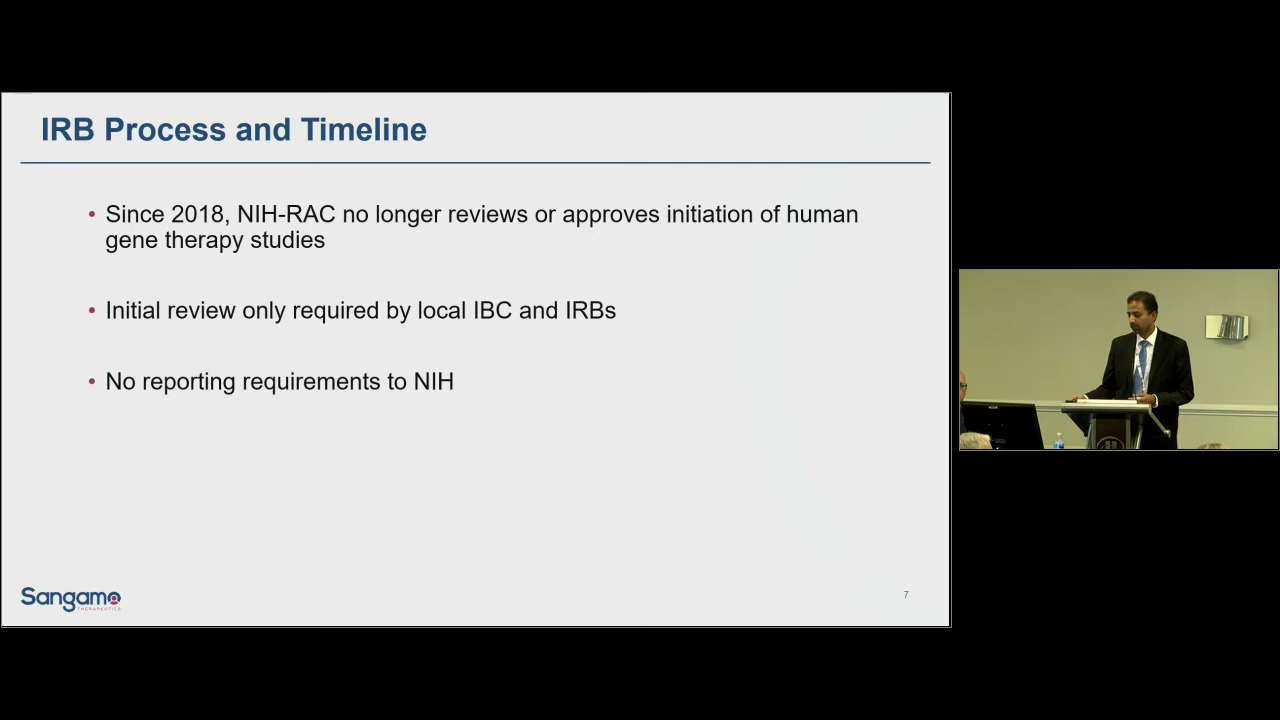 IRB Process and Timeline
• Since 2018, NIH-RAC no longer reviews or approves initiation of human
gene therapy studies
• Initial review only required by local IBC and IRBs
• No reporting requirements to NIH
Sangamo
THERAPEUTICS
7